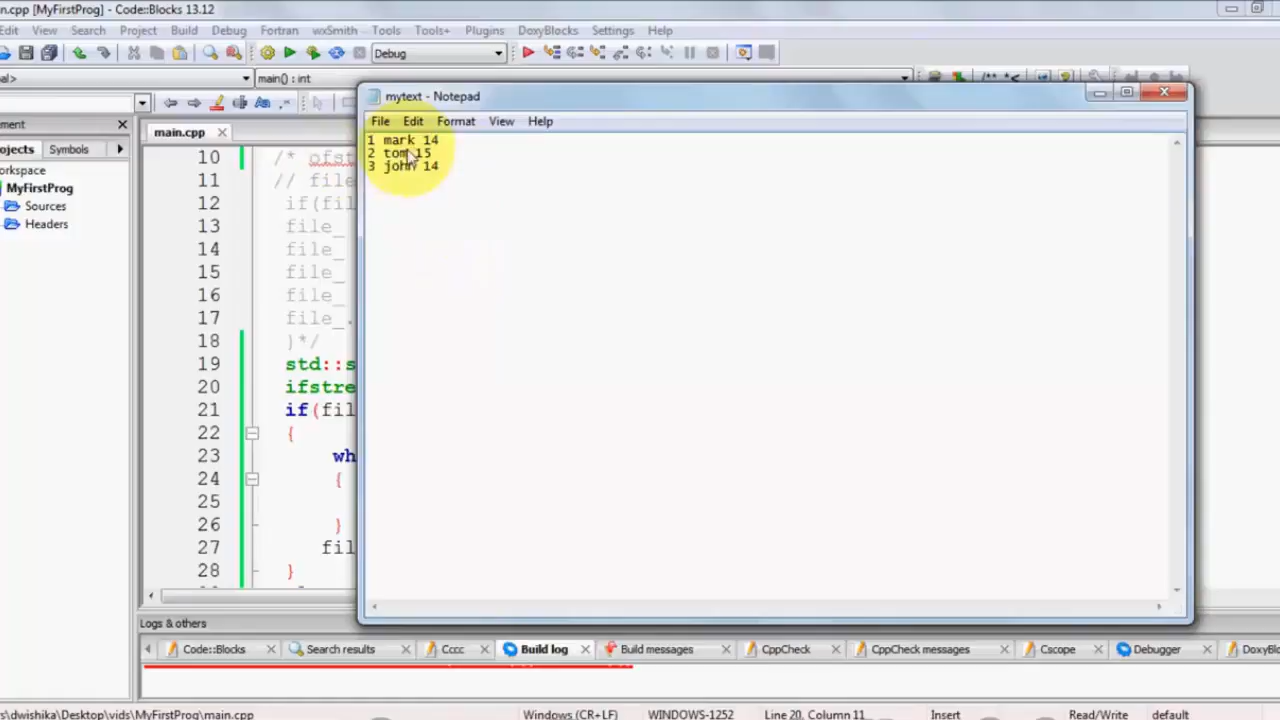 n.cpp [MyFirstProg] - Code::Blocks 13.12
Edit View Search Project Build Debug Fortran wxSmith Tools Tools+ Plugins DoxyBlocks Settings Help
Debug
al> main() : int
mytext - Notepad
File Edit Format View Help
1 mark 14
2 tom 15
3 john 14
ment
ojects Symbols
orkspace
MyFirstProg
Sources
Headers
main.cpp
10 /* ofst
11 // file
12 if(fil
13 file_
14 file_
15 file_
16 file_
17 file_.
18 }*/
19 std::s
20 ifstre
21 if(fil
22 {
23 wh
24 {
25
26 }
27 fil
28 }
Logs & others
Code::Blocks Search results Cccc Build log Build messages CppCheck CppCheck messages Cscope Debugger DoxyBl
rs\dwishika\Desktop\vids\MyFirstProg\main.cpp Windows (CR+LF) WINDOWS-1252 Line 20, Column 11 Insert Read/Write default